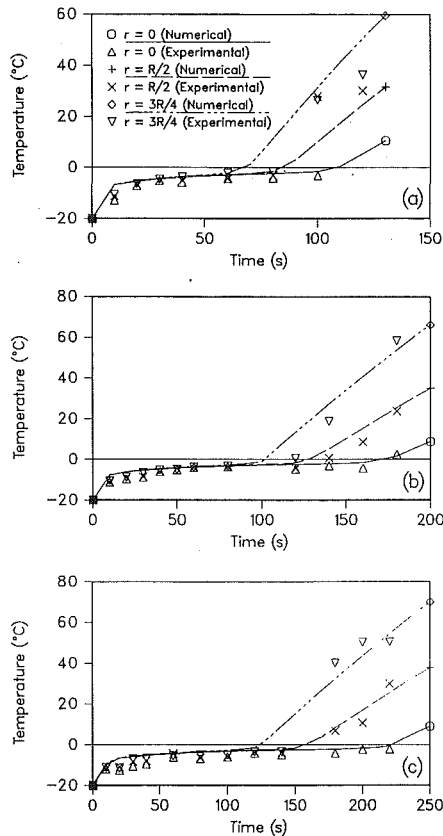 60
40
20
0
−20
Temperature (°C)
r = 0 (Numerical)
r = 0 (Experimental)
r = R/2 (Numerical)
r = R/2 (Experimental)
r = 3R/4 (Numerical)
r = 3R/4 (Experimental)
(a)
0 50 100 150
Time (s)
80
60
40
20
0
−20
Temperature (°C)
(b)
0 50 100 150 200
Time (s)
80
60
40
20
0
−20
Temperature (°C)
(c)
0 50 100 150 200 250
Time (s)